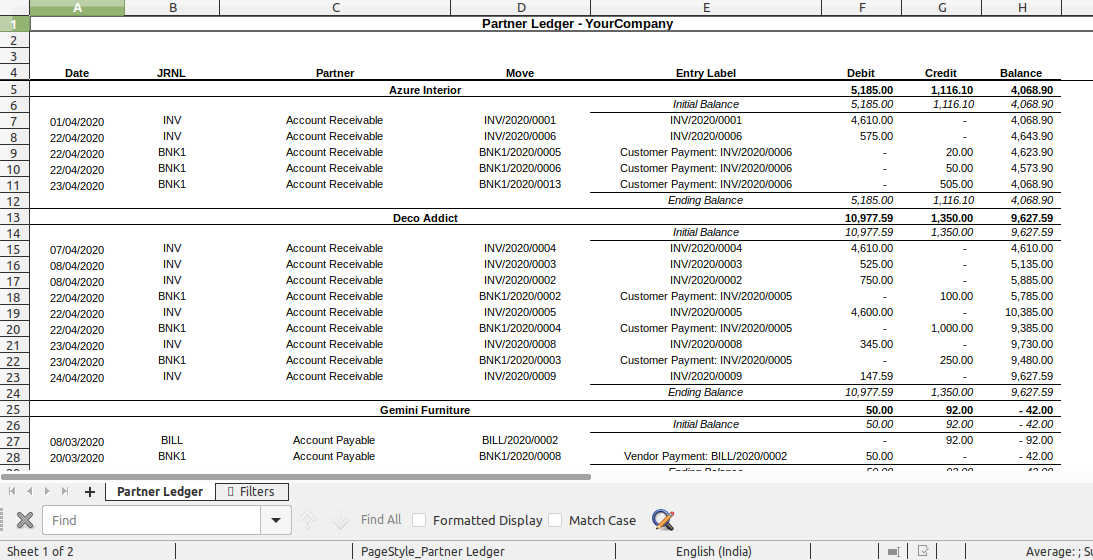 A B C D E F G H
1 Partner Ledger - YourCompany
2
3
4 Date JRNL Partner Move Entry Label Debit Credit Balance
5 Azure Interior 5,185.00 1,116.10 4,068.90
6 Initial Balance 5,185.00 1,116.10 4,068.90
7 01/04/2020 INV Account Receivable INV/2020/0001 INV/2020/0001 4,610.00 - 4,068.90
8 22/04/2020 INV Account Receivable INV/2020/0006 INV/2020/0006 575.00 - 4,643.90
9 22/04/2020 BNK1 Account Receivable BNK1/2020/0005 Customer Payment: INV/2020/0006 - 20.00 4,623.90
10 22/04/2020 BNK1 Account Receivable BNK1/2020/0006 Customer Payment: INV/2020/0006 - 50.00 4,573.90
11 23/04/2020 BNK1 Account Receivable BNK1/2020/0013 Customer Payment: INV/2020/0006 - 505.00 4,068.90
12 Ending Balance 5,185.00 1,116.10 4,068.90
13 Deco Addict 10,977.59 1,350.00 9,627.59
14 Initial Balance 10,977.59 1,350.00 9,627.59
15 07/04/2020 INV Account Receivable INV/2020/0004 INV/2020/0004 4,610.00 - 4,610.00
16 08/04/2020 INV Account Receivable INV/2020/0003 INV/2020/0003 525.00 - 5,135.00
17 08/04/2020 INV Account Receivable INV/2020/0002 INV/2020/0002 750.00 - 5,885.00
18 22/04/2020 BNK1 Account Receivable BNK1/2020/0002 Customer Payment: INV/2020/0005 - 100.00 5,785.00
19 22/04/2020 INV Account Receivable INV/2020/0005 INV/2020/0005 4,600.00 - 10,385.00
20 22/04/2020 BNK1 Account Receivable BNK1/2020/0004 Customer Payment: INV/2020/0005 - 1,000.00 9,385.00
21 23/04/2020 INV Account Receivable INV/2020/0008 INV/2020/0008 345.00 - 9,730.00
22 23/04/2020 BNK1 Account Receivable BNK1/2020/0003 Customer Payment: INV/2020/0005 - 250.00 9,480.00
23 24/04/2020 INV Account Receivable INV/2020/0009 INV/2020/0009 147.59 - 9,627.59
24 Ending Balance 10,977.59 1,350.00 9,627.59
25 Gemini Furniture 50.00 92.00 - 42.00
26 Initial Balance 50.00 92.00 - 42.00
27 08/03/2020 BILL Account Payable BILL/2020/0002 - 92.00 - 92.00
28 20/03/2020 BNK1 Account Payable BNK1/2020/0008 Vendor Payment: BILL/2020/0002 50.00 - - 42.00
Partner Ledger Filters
Find Find All Formatted Display Match Case
Sheet 1 of 2 PageStyle_Partner Ledger English (India) Average: ; Su